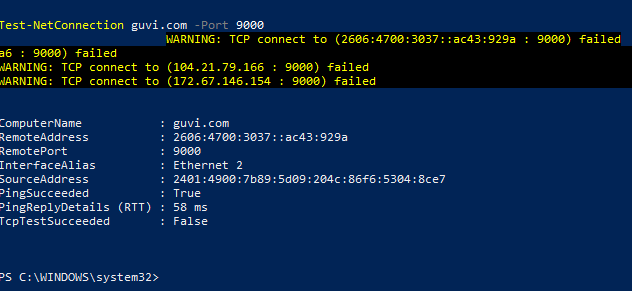 Test-NetConnection guvi.com -Port 9000
WARNING: TCP connect to (2606:4700:3037::ac43:929a : 9000) failed
a6 : 9000) failed
WARNING: TCP connect to (104.21.79.166 : 9000) failed
WARNING: TCP connect to (172.67.146.154 : 9000) failed
ComputerName : guvi.com
RemoteAddress : 2606:4700:3037::ac43:929a
RemotePort : 9000
InterfaceAlias : Ethernet 2
SourceAddress : 2401:4900:7b89:5d09:204c:86f6:5304:8ce7
PingSucceeded : True
PingReplyDetails (RTT) : 58 ms
TcpTestSucceeded : False
PS C:\WINDOWS\system32>